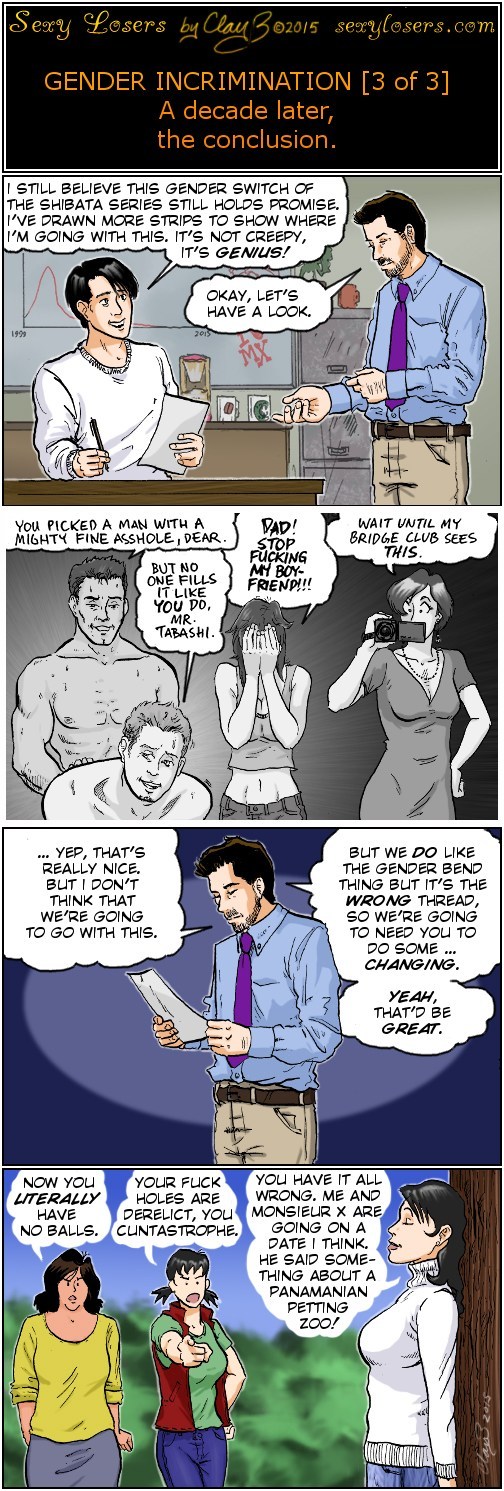 Sexy Losers by Clay B ©2015 sexylosers.com
GENDER INCRIMINATION [3 of 3]
A decade later,
the conclusion.
I STILL BELIEVE THIS GENDER SWITCH OF
THE SHIBATA SERIES STILL HOLDS PROMISE.
I'VE DRAWN MORE STRIPS TO SHOW WHERE
I'M GOING WITH THIS. IT'S NOT CREEPY,
IT'S GENIUS!
OKAY, LET'S
HAVE A LOOK.
1999
2015
MX
YOU PICKED A MAN WITH A
MIGHTY FINE ASSHOLE, DEAR.
BUT NO
ONE FILLS
IT LIKE
YOU DO,
MR.
TABASHI.
DAD!
STOP
FUCKING
MY BOY-
FRIEND!!!
WAIT UNTIL MY
BRIDGE CLUB SEES
THIS.
... YEP, THAT'S
REALLY NICE.
BUT I DON'T
THINK THAT
WE'RE GOING
TO GO WITH THIS.
BUT WE DO LIKE
THE GENDER BEND
THING BUT IT'S THE
WRONG THREAD,
SO WE'RE GOING
TO NEED YOU TO
DO SOME ...
CHANGING.
YEAH,
THAT'D BE
GREAT.
NOW YOU
LITERALLY
HAVE
NO BALLS.
YOUR FUCK
HOLES ARE
DERELICT, YOU
CUNTASTROPHE.
YOU HAVE IT ALL
WRONG. ME AND
MONSIEUR X ARE
GOING ON A
DATE I THINK.
HE SAID SOME-
THING ABOUT A
PANAMANIAN
PETTING
ZOO!
Clay B 2015